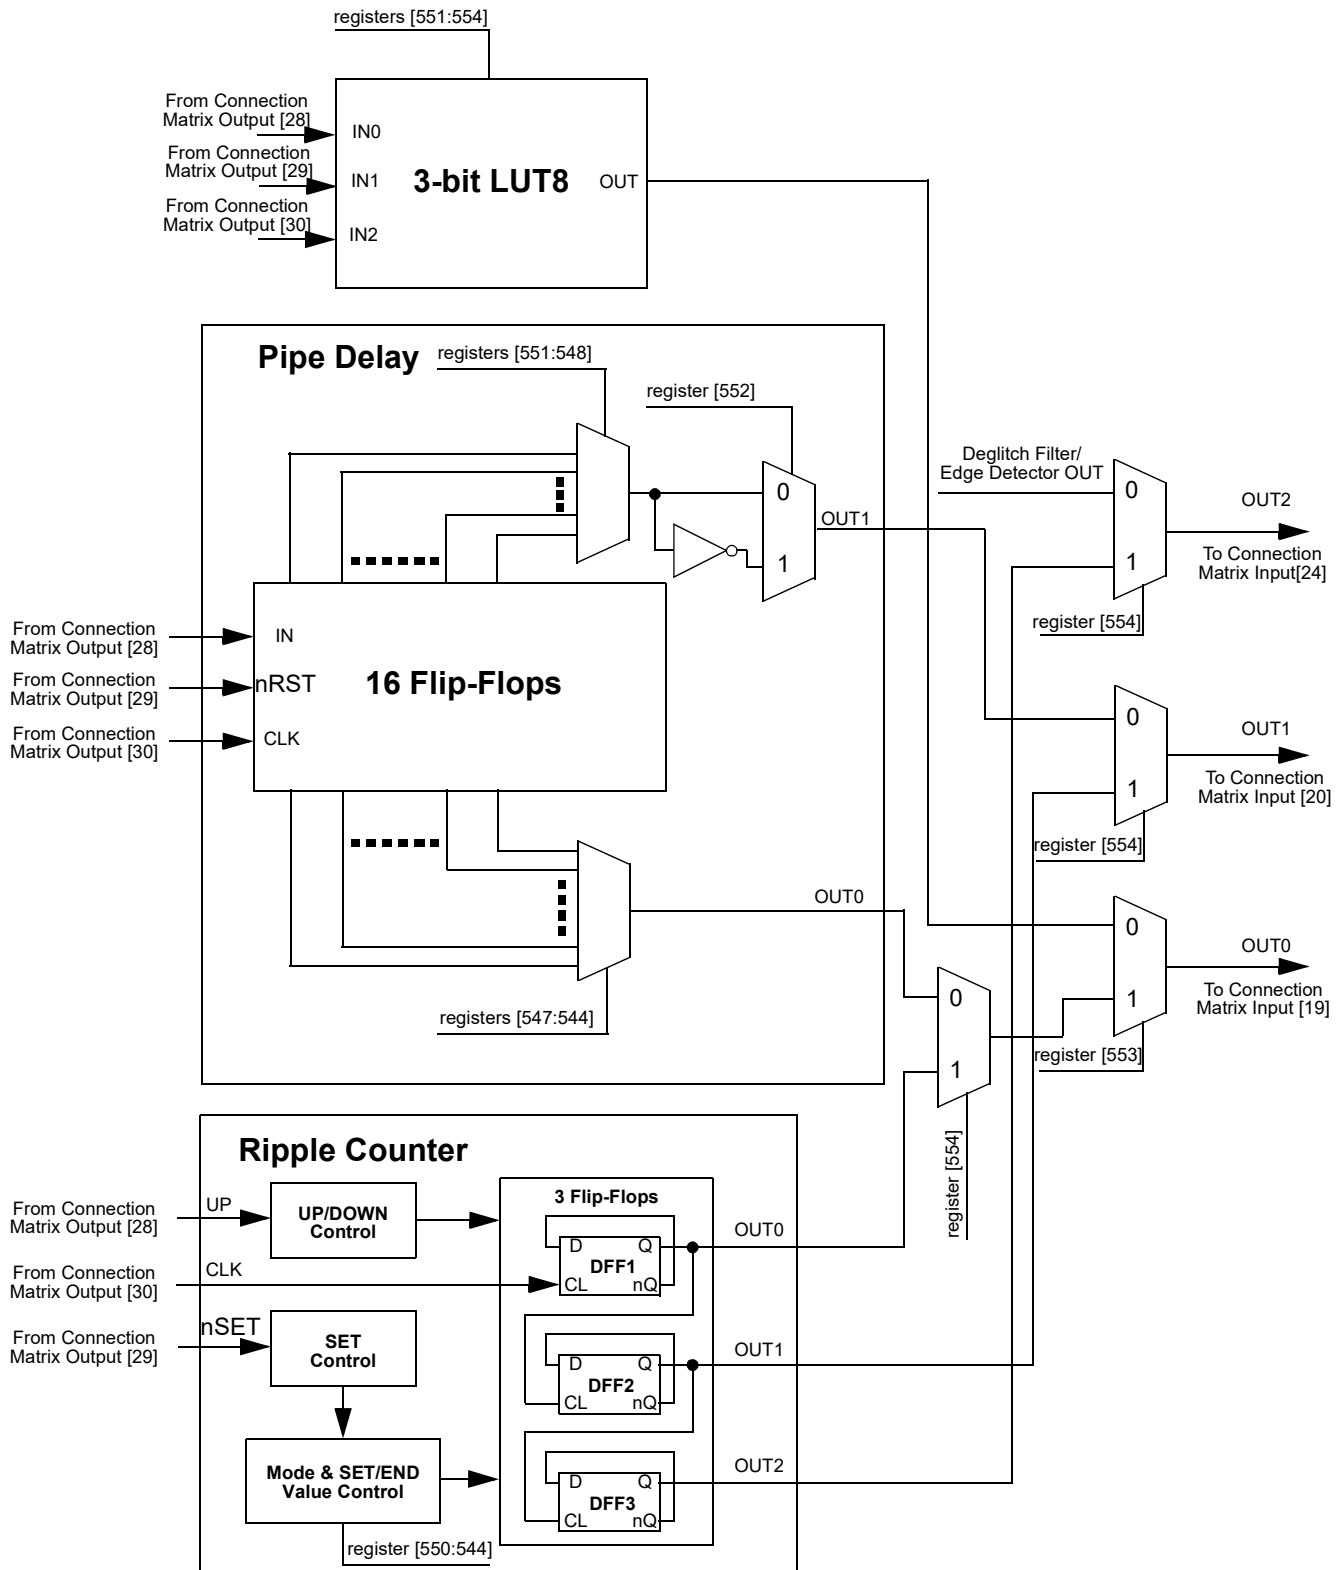 registers [551:554]
From Connection
Matrix Output [28]
From Connection
Matrix Output [29]
From Connection
Matrix Output [30]
IN0
IN1
IN2
3-bit LUT8
OUT
Pipe Delay
registers [551:548]
register [552]
0
1
OUT1
16 Flip-Flops
IN
nRST
CLK
From Connection
Matrix Output [28]
From Connection
Matrix Output [29]
From Connection
Matrix Output [30]
OUT0
registers [547:544]
Deglitch Filter/
Edge Detector OUT
0
1
register [554]
OUT2
To Connection
Matrix Input[24]
0
1
register [554]
OUT1
To Connection
Matrix Input [20]
0
1
register [553]
OUT0
To Connection
Matrix Input [19]
0
1
register [554]
Ripple Counter
From Connection
Matrix Output [28]
UP
UP/DOWN
Control
From Connection
Matrix Output [30]
CLK
From Connection
Matrix Output [29]
nSET
SET
Control
Mode & SET/END
Value Control
register [550:544]
3 Flip-Flops
D
Q
DFF1
CL
nQ
OUT0
D
Q
DFF2
CL
nQ
OUT1
D
Q
DFF3
CL
nQ
OUT2